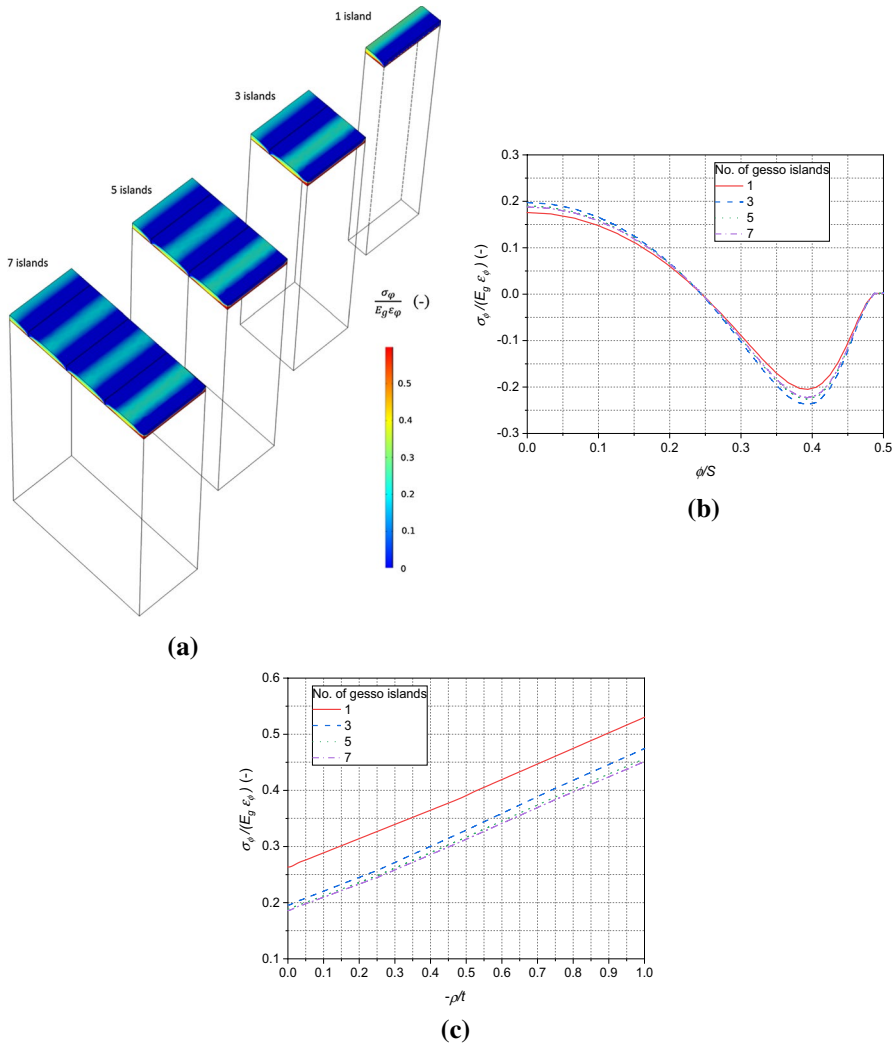 1 island
3 islands
5 islands
7 islands
σφ
Egεφ
(-)
0.5
0.4
0.3
0.2
0.1
0
(a)
0.3
0.2
0.1
0.0
-0.1
-0.2
-0.3
σϕ/(Eg εϕ) (-)
No. of gesso islands
1
3
5
7
0.0 0.1 0.2 0.3 0.4 0.5
ϕ/S
(b)
0.6
0.5
0.4
0.3
0.2
0.1
σϕ/(Eg εϕ) (-)
No. of gesso islands
1
3
5
7
0.0 0.1 0.2 0.3 0.4 0.5 0.6 0.7 0.8 0.9 1.0
-ρ/t
(c)